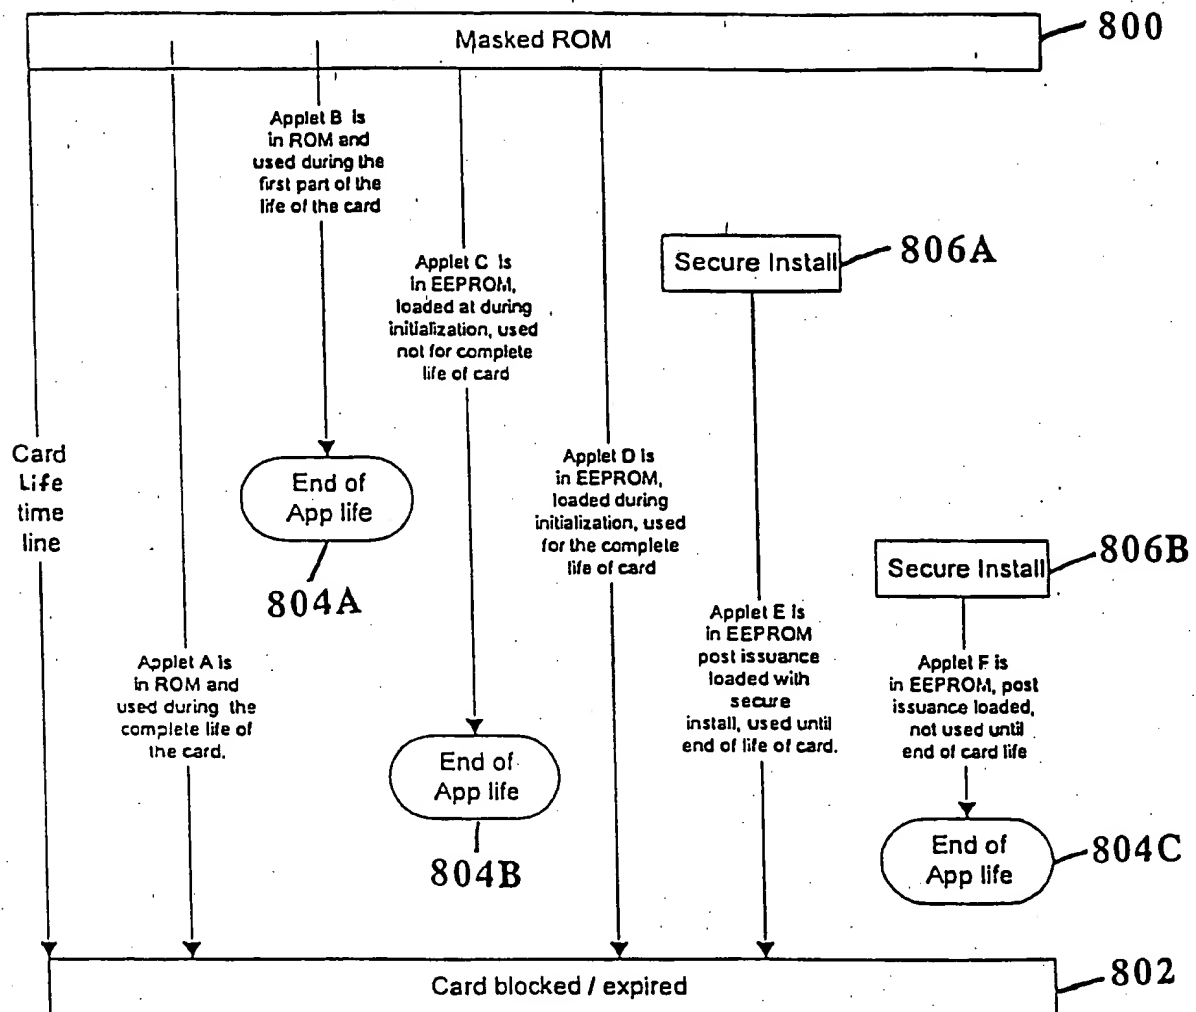 Masked ROM
800
Applet B is
in ROM and
used during the
first part of the
life of the card
Applet C is
in EEPROM,
loaded at during
initialization, used
not for complete
life of card
Secure Install
806A
Card
Life
time
line
End of
App life
804A
Applet D is
in EEPROM,
loaded during
initialization, used
for the complete
life of card
Secure Install
806B
Applet A is
in ROM and
used during the
complete life of
the card.
Applet E is
in EEPROM
post issuance
loaded with
secure
install, used until
end of life of card.
Applet F is
in EEPROM, post
issuance loaded,
not used until
end of card life
End of
App life
804B
End of
App life
804C
Card blocked / expired
802